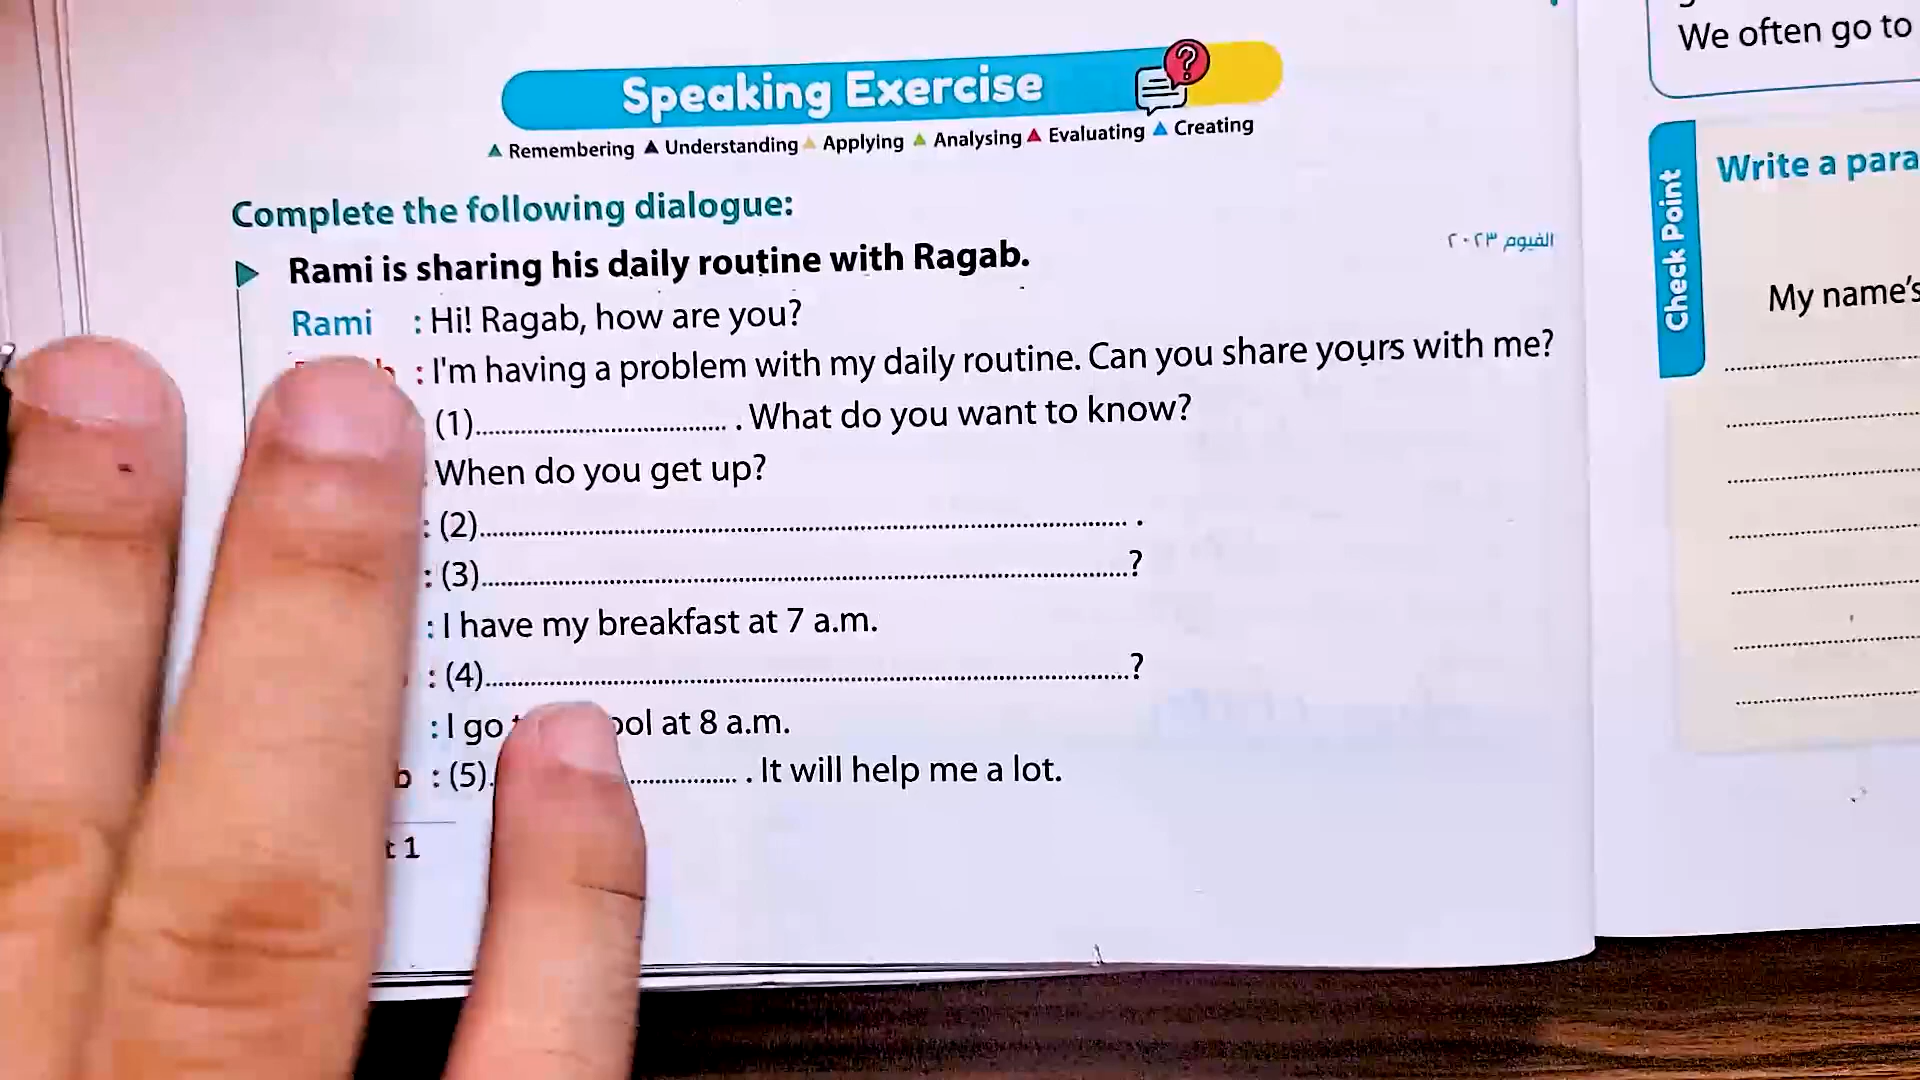 We often go to
Speaking Exercise
Remembering Understanding Applying Analysing Evaluating Creating
Complete the following dialogue:
الفيوم ٢٠٢٣
Rami is sharing his daily routine with Ragab.
Rami : Hi! Ragab, how are you?
: I'm having a problem with my daily routine. Can you share yours with me?
(1).............................. . What do you want to know?
When do you get up?
: (2).............................. .
: (3)..............................?
: I have my breakfast at 7 a.m.
: (4)..............................?
: I go at 8 a.m.
: (5).............................. . It will help me a lot.
1
Check Point
Write a para
My name's